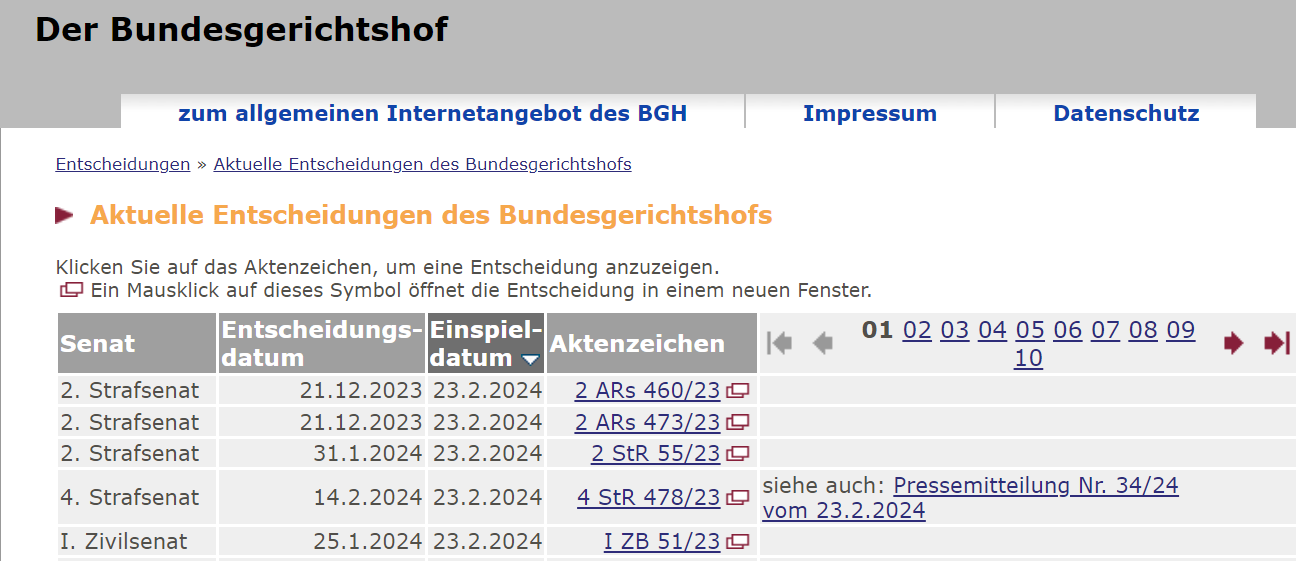 Der Bundesgerichtshof
zum allgemeinen Internetangebot des BGH Impressum Datenschutz
Entscheidungen » Aktuelle Entscheidungen des Bundesgerichtshofs
Aktuelle Entscheidungen des Bundesgerichtshofs
Klicken Sie auf das Aktenzeichen, um eine Entscheidung anzuzeigen.
Ein Mausklick auf dieses Symbol öffnet die Entscheidung in einem neuen Fenster.
Senat
Entscheidungs-
datum
Einspiel-
datum
Aktenzeichen
01 02 03 04 05 06 07 08 09
10
2. Strafsenat 21.12.2023 23.2.2024 2 ARs 460/23
2. Strafsenat 21.12.2023 23.2.2024 2 ARs 473/23
2. Strafsenat 31.1.2024 23.2.2024 2 StR 55/23
4. Strafsenat 14.2.2024 23.2.2024 4 StR 478/23
siehe auch: Pressemitteilung Nr. 34/24
vom 23.2.2024
I. Zivilsenat 25.1.2024 23.2.2024 I ZB 51/23